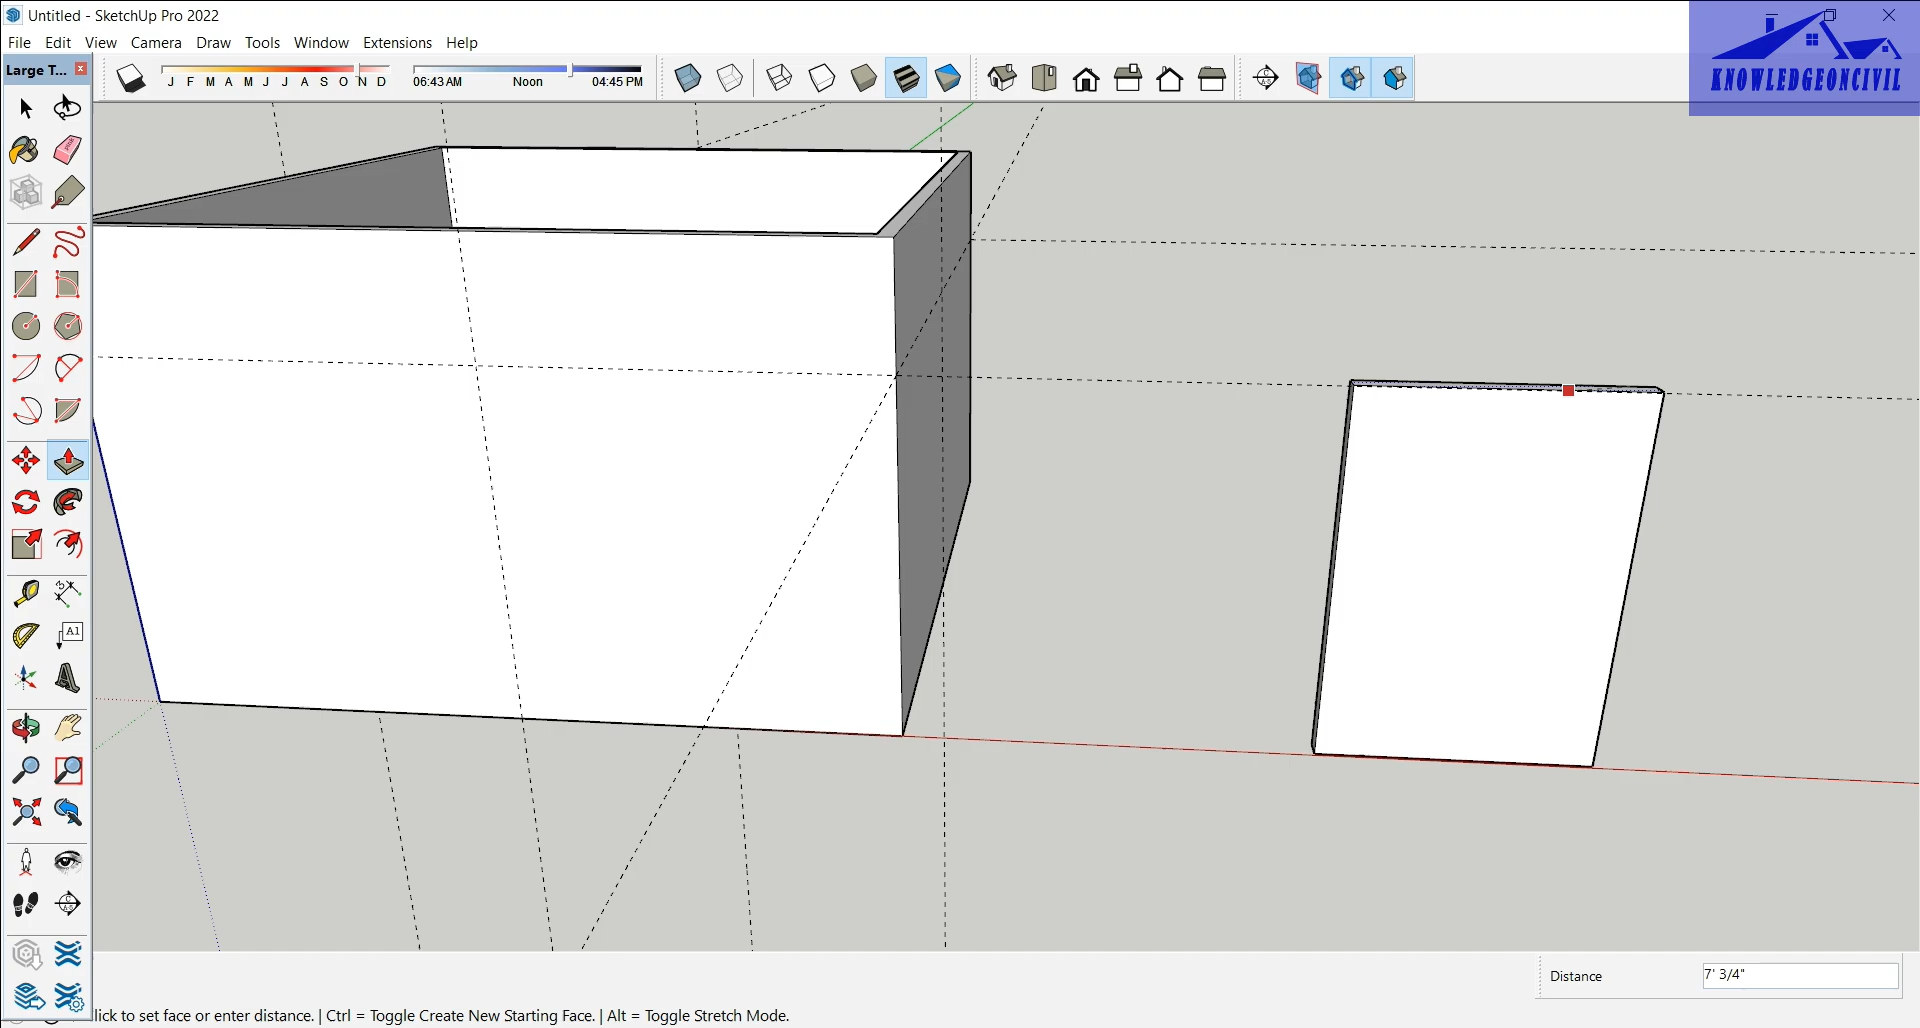 Untitled - SketchUp Pro 2022
File Edit View Camera Draw Tools Window Extensions Help
Large T...
J F M A M J J A S O N D
06:43 AM Noon 04:45 PM
KNOWLEDGEONCIVIL
A1
Distance 7' 3/4"
lick to set face or enter distance. | Ctrl = Toggle Create New Starting Face. | Alt = Toggle Stretch Mode.